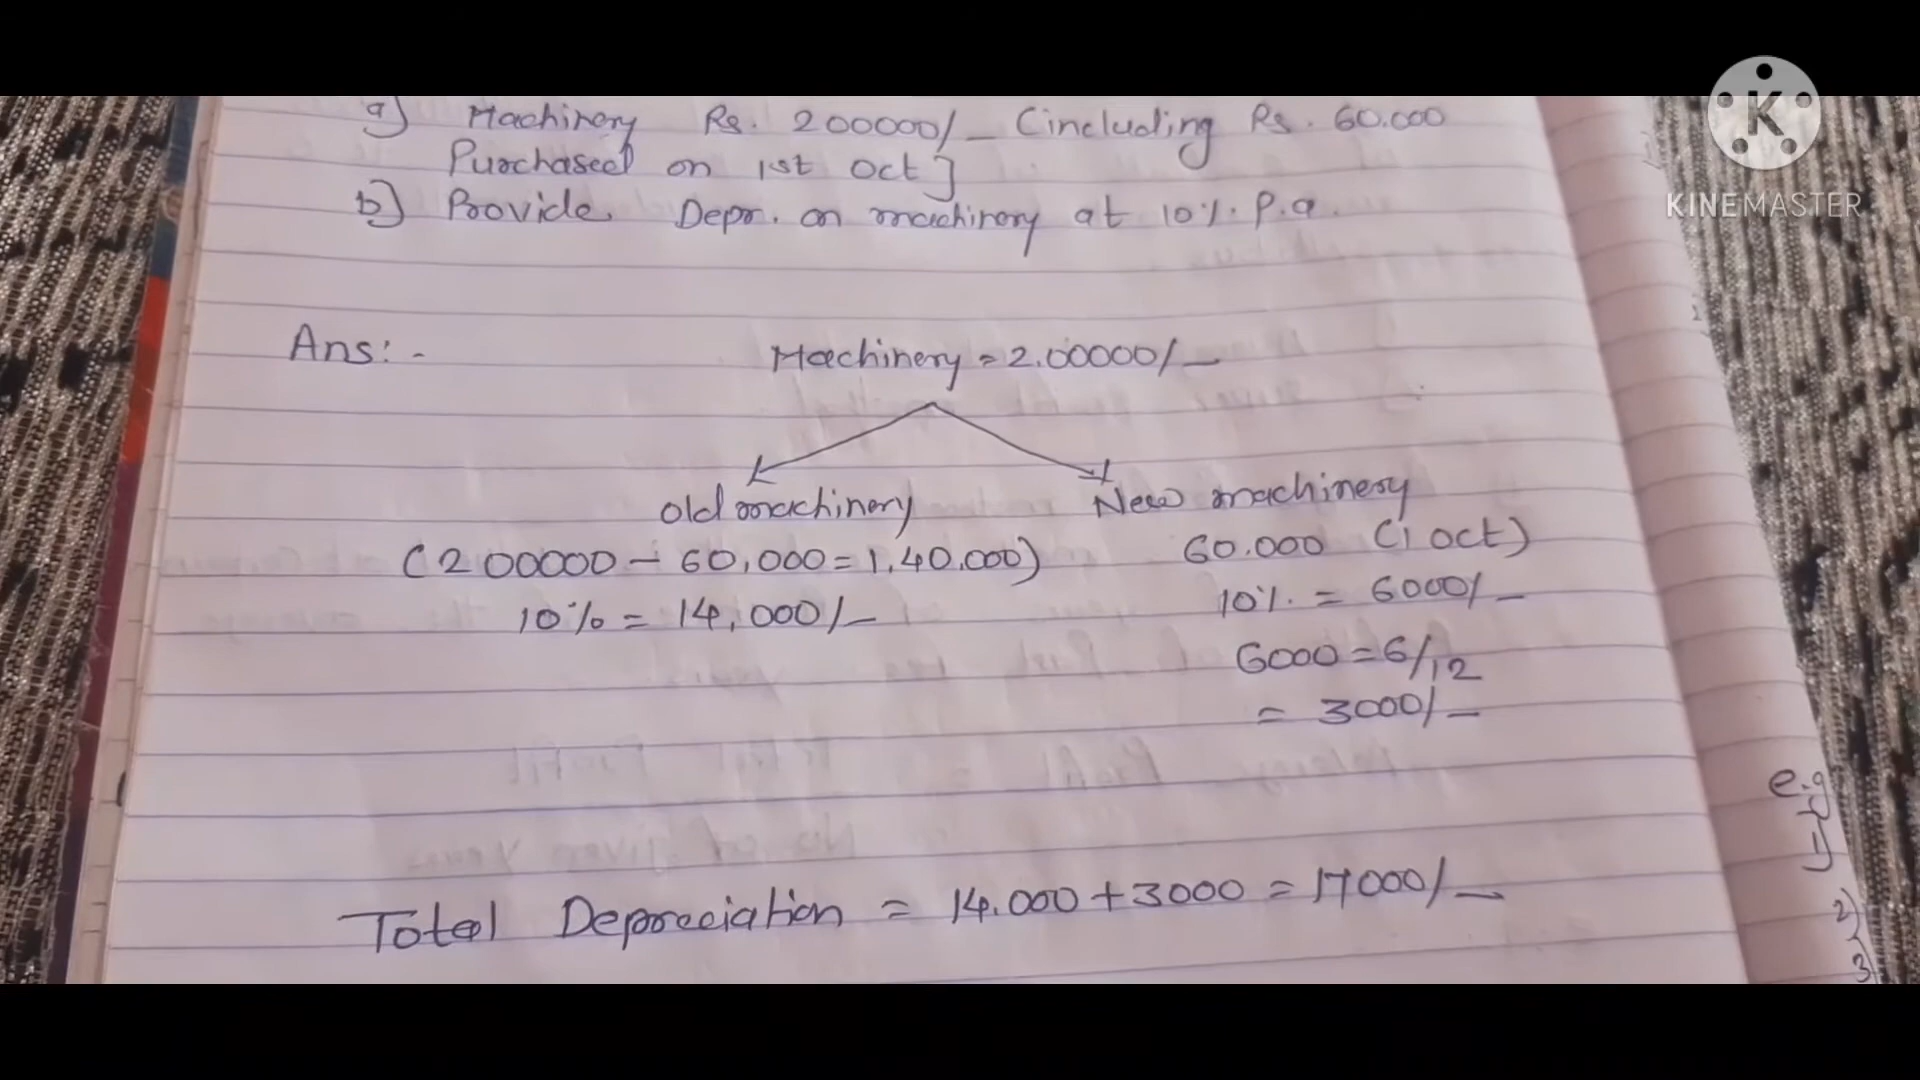 a) Machinery Rs. 200000/- (including Rs. 60.000
Purchased on 1st Oct]
b) Provide Depr. on machinery at 10%. P.a.
Ans:-
Machinery = 2.00000/-
Old machinery
(200000 - 60,000 = 1,40.000)
10% = 14,000/-
New machinery
60.000 (1 oct)
10%. = 6000/-
6000 = 6/12
= 3000/-
Total Depreciation = 14.000 + 3000 = 17000/-
e.g
1)
2)
3
K
KINEMASTER